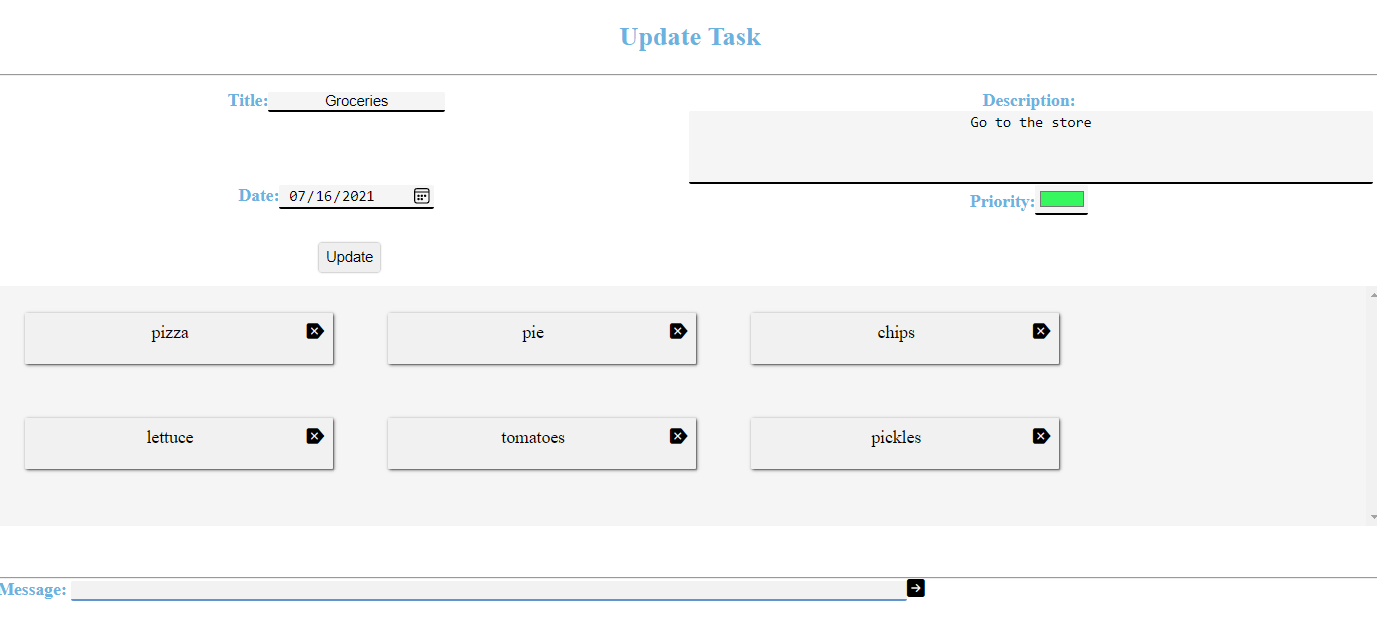 Update Task
Title: Groceries
Description:
Go to the store
Date: 07/16/2021
Priority:
Update
pizza
pie
chips
lettuce
tomatoes
pickles
Message: